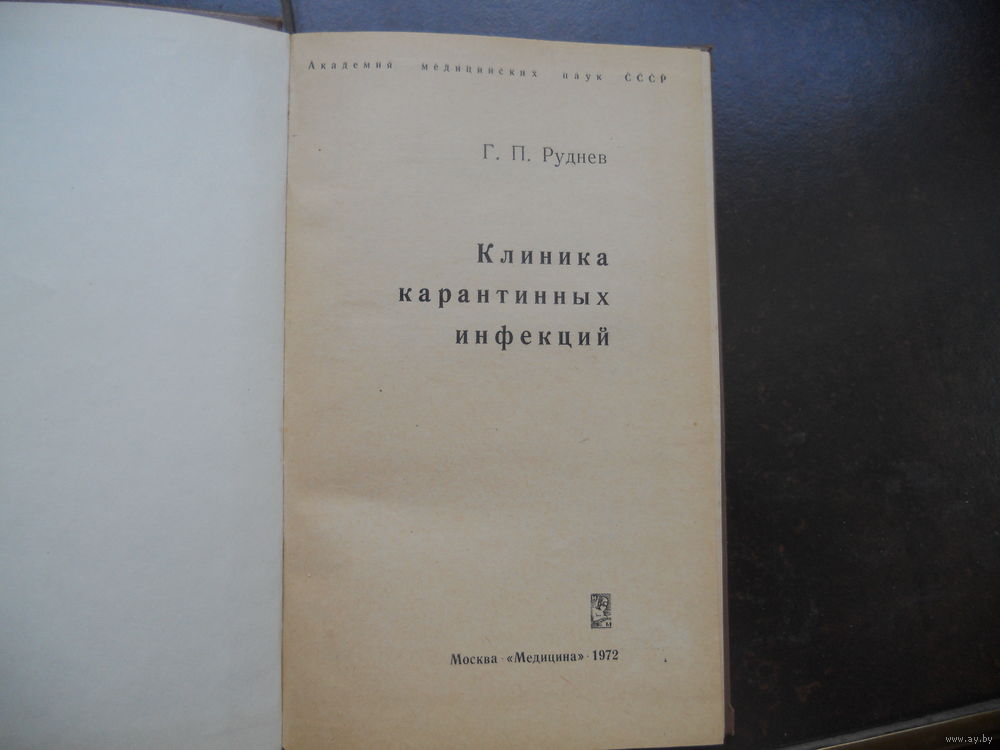 Академия медицинских наук СССР
Г. П. Руднев
Клиника
карантинных
инфекций
Москва · «Медицина» · 1972
www.ay.by